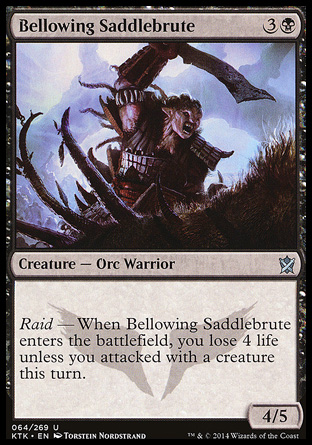 Bellowing Saddlebrute 3
Creature — Orc Warrior
Raid — When Bellowing Saddlebrute
enters the battlefield, you lose 4 life
unless you attacked with a creature
this turn.
4/5
064/269 U
KTK • EN Torstein Nordstrand ™ & © 2014 Wizards of the Coast